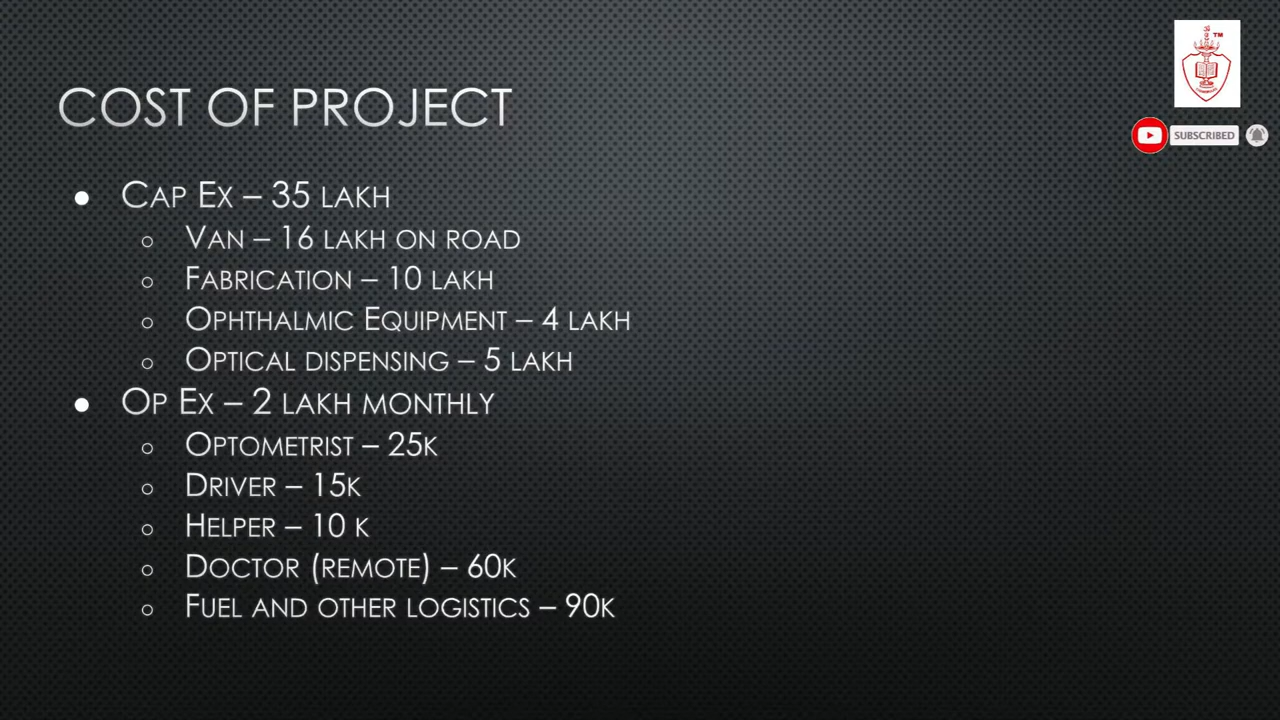 COST OF PROJECT
TM
SUBSCRIBED
● CAP EX – 35 LAKH
○ VAN – 16 LAKH ON ROAD
○ FABRICATION – 10 LAKH
○ OPHTHALMIC EQUIPMENT – 4 LAKH
○ OPTICAL DISPENSING – 5 LAKH
● OP EX – 2 LAKH MONTHLY
○ OPTOMETRIST – 25K
○ DRIVER – 15K
○ HELPER – 10 K
○ DOCTOR (REMOTE) – 60K
○ FUEL AND OTHER LOGISTICS – 90K